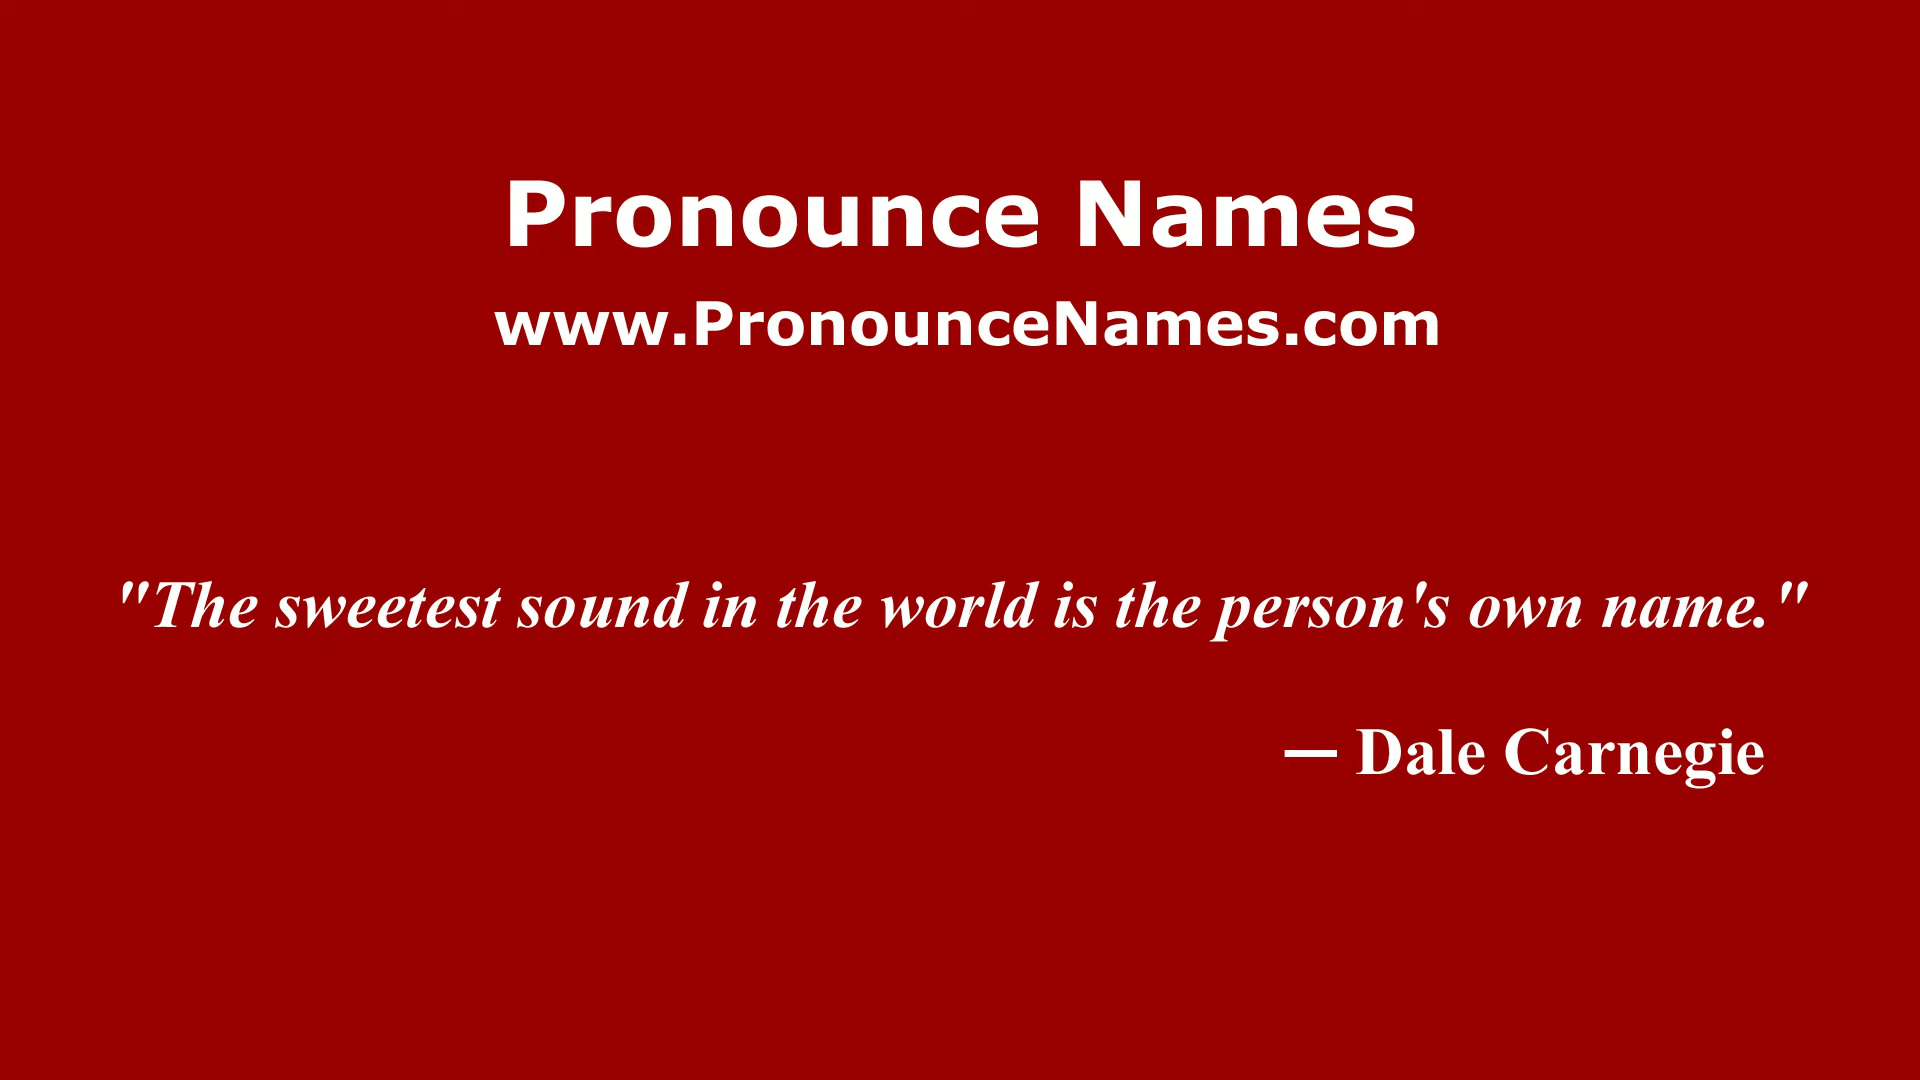 Pronounce Names
www.PronounceNames.com
"The sweetest sound in the world is the person's own name."
— Dale Carnegie